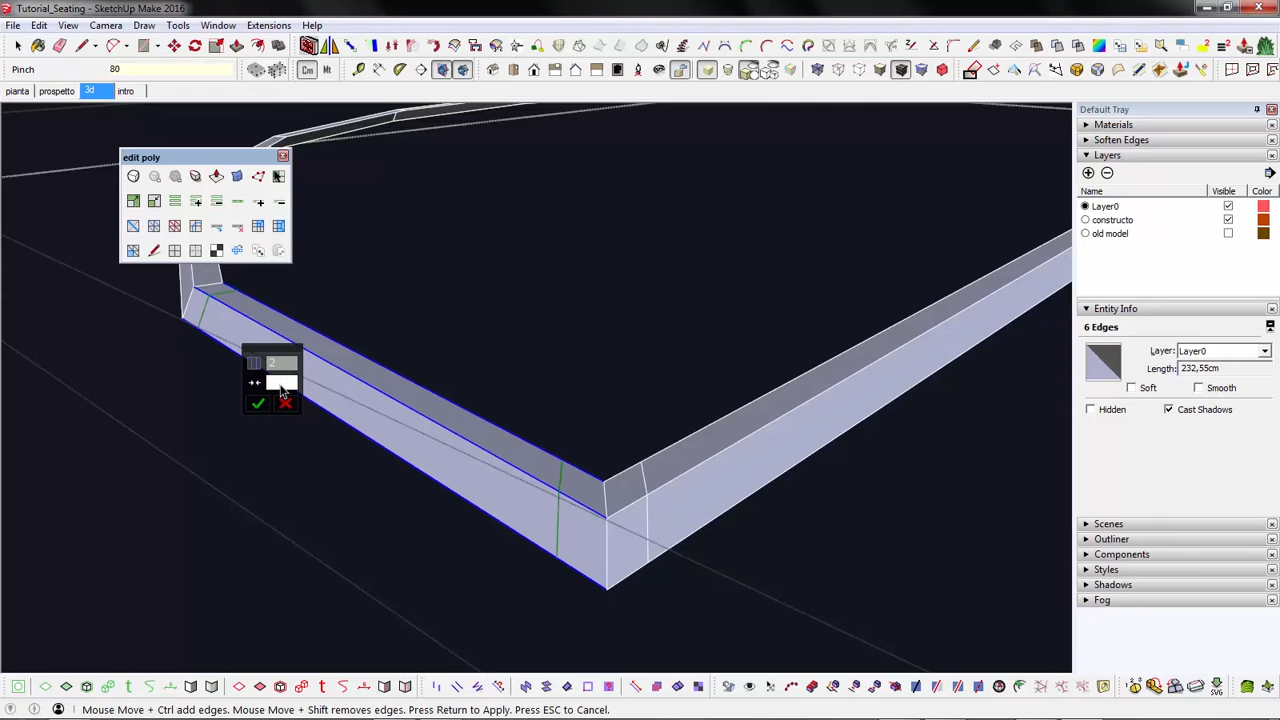 Tutorial_Seating - SketchUp Make 2016
File Edit View Camera Draw Tools Window Extensions Help
Pinch 80
Cm Mt
pianta prospetto 3d intro
edit poly
2
Default Tray
Materials
Soften Edges
Layers
Name Visible Color
Layer0
constructo
old model
Entity Info
6 Edges
Layer: Layer0
Length: 232,55cm
Soft Smooth
Hidden Cast Shadows
Scenes
Outliner
Components
Styles
Shadows
Fog
Mouse Move + Ctrl add edges. Mouse Move + Shift removes edges. Press Return to Apply. Press ESC to Cancel.